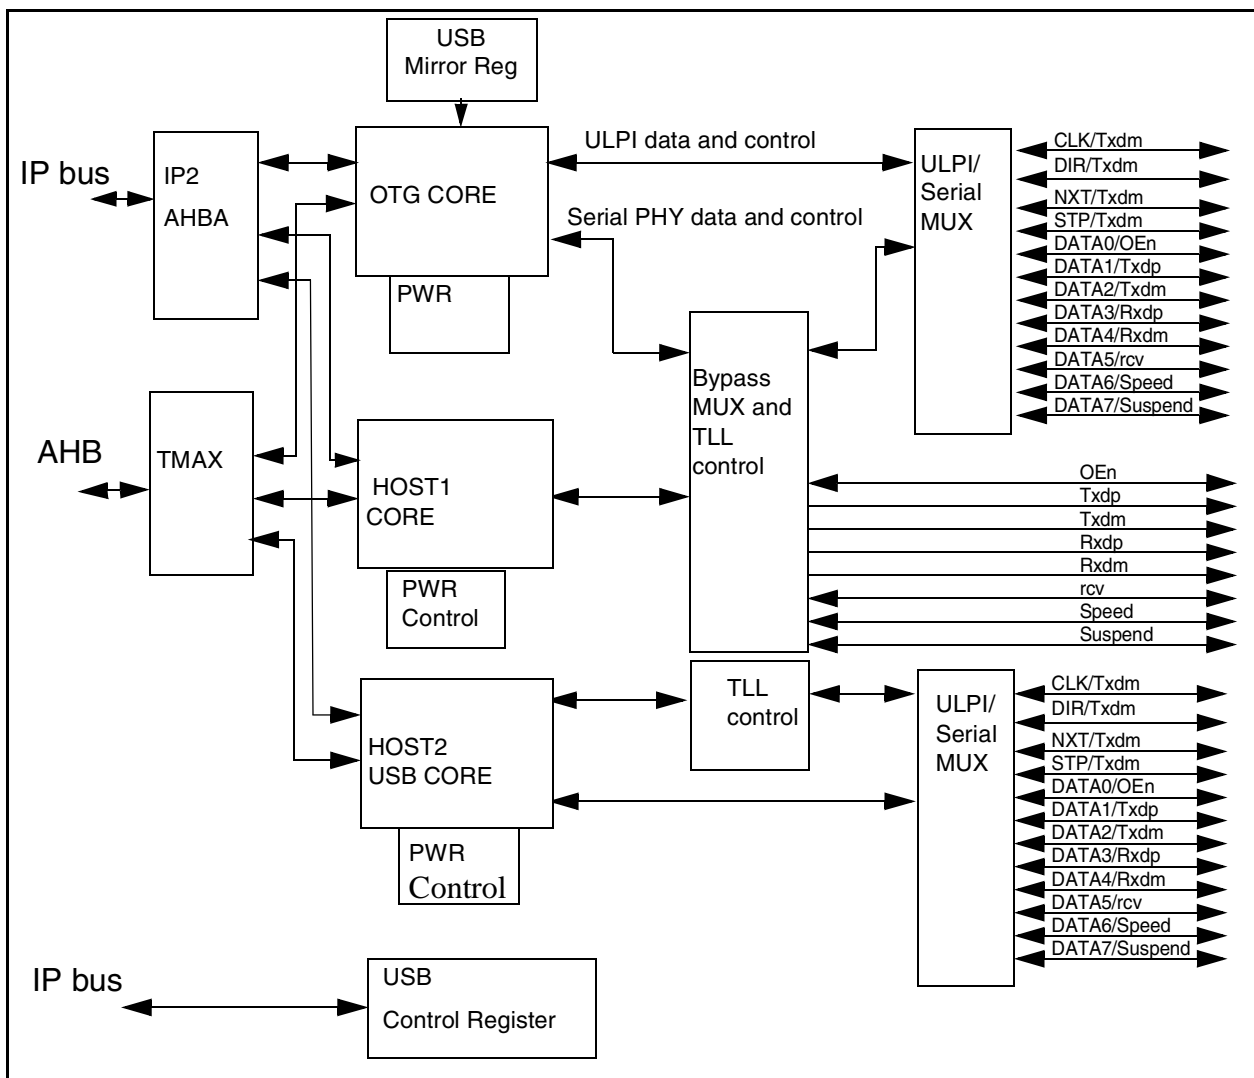 USB
Mirror Reg
IP bus
IP2
AHBA
OTG CORE
PWR
ULPI data and control
Serial PHY data and control
ULPI/
Serial
MUX
CLK/Txdm
DIR/Txdm
NXT/Txdm
STP/Txdm
DATA0/OEn
DATA1/Txdp
DATA2/Txdm
DATA3/Rxdp
DATA4/Rxdm
DATA5/rcv
DATA6/Speed
DATA7/Suspend
AHB
TMAX
HOST1
CORE
PWR
Control
Bypass
MUX and
TLL
control
OEn
Txdp
Txdm
Rxdp
Rxdm
rcv
Speed
Suspend
HOST2
USB CORE
PWR
Control
TLL
control
ULPI/
Serial
MUX
CLK/Txdm
DIR/Txdm
NXT/Txdm
STP/Txdm
DATA0/OEn
DATA1/Txdp
DATA2/Txdm
DATA3/Rxdp
DATA4/Rxdm
DATA5/rcv
DATA6/Speed
DATA7/Suspend
IP bus
USB
Control Register